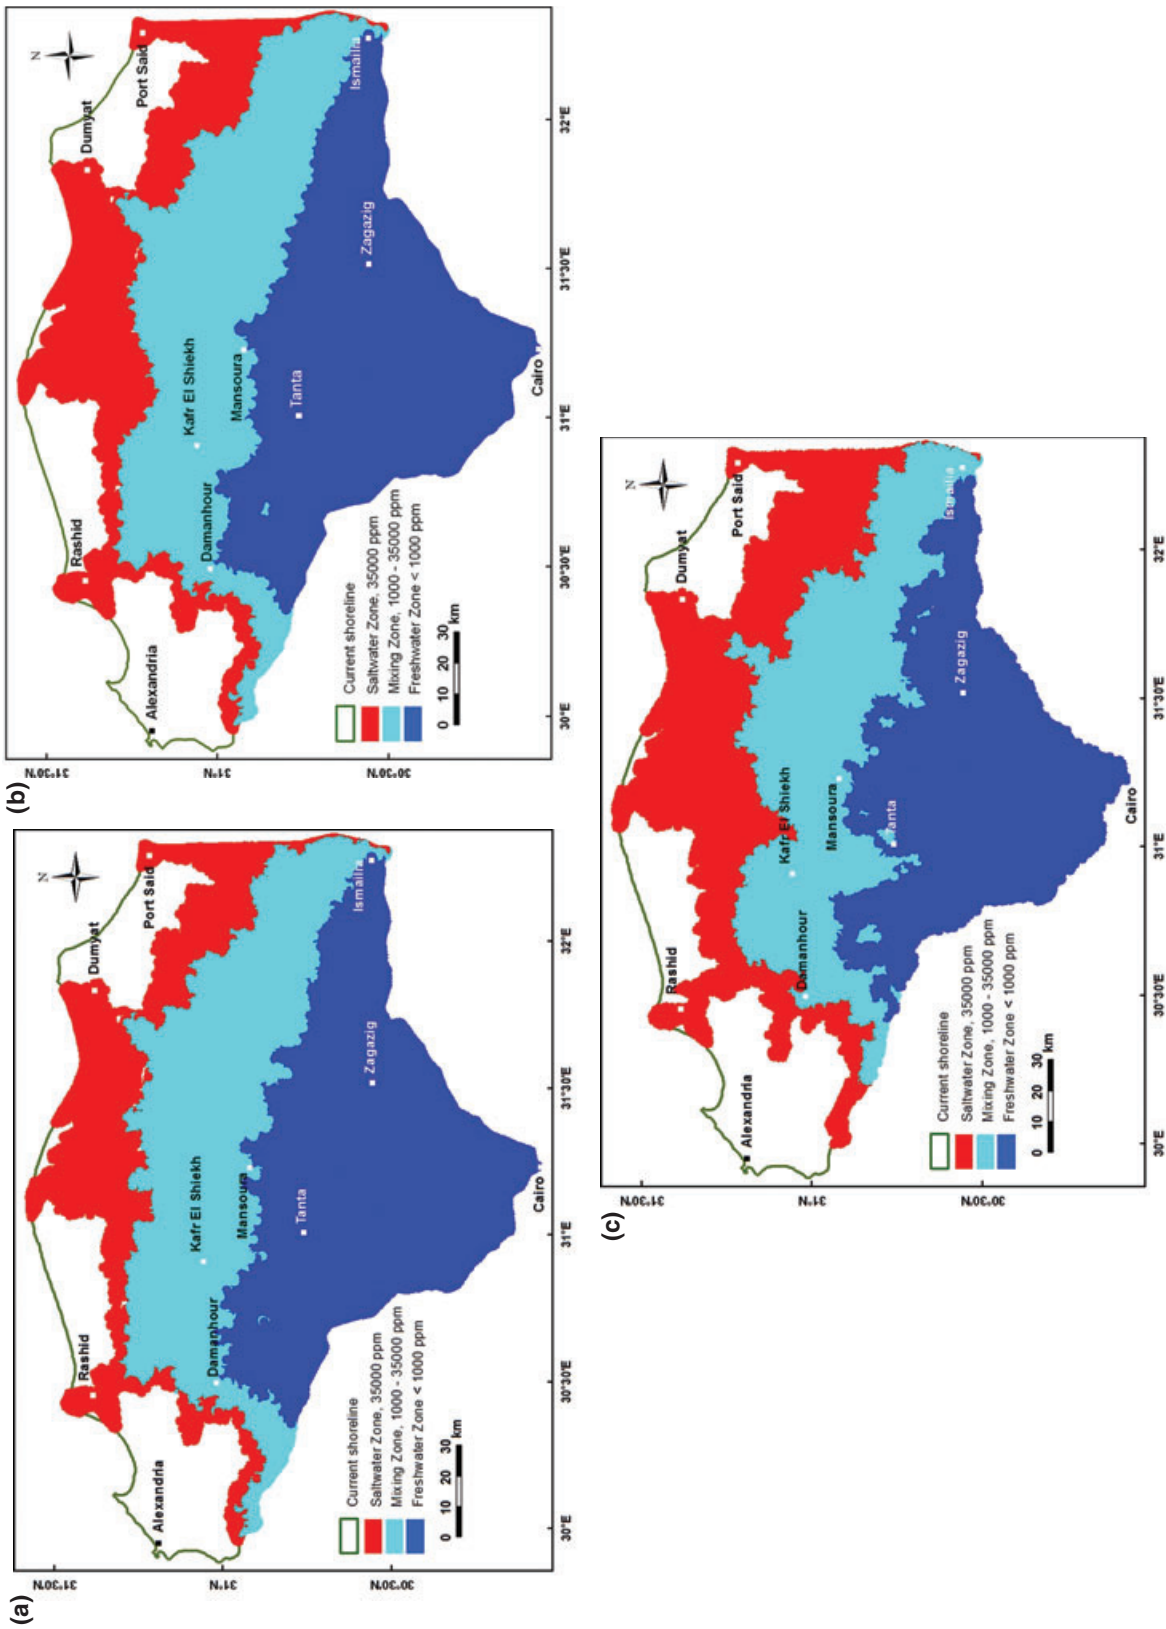 (a)
N
Port Said
Dumyat
Rashid
Alexandria
Ismailia
Kafr El Shiekh
Mansoura
Damanhour
Tanta
Zagazig
Cairo
Current shoreline
Saltwater Zone, 35000 ppm
Mixing Zone, 1000 - 35000 ppm
Freshwater Zone < 1000 ppm
0 10 20 30
km
31°30'N
31°N
30°30'N
30°E
30°30'E
31°E
31°30'E
32°E
(b)
N
Port Said
Dumyat
Rashid
Alexandria
Ismailia
Kafr El Shiekh
Mansoura
Damanhour
Tanta
Zagazig
Cairo
Current shoreline
Saltwater Zone, 35000 ppm
Mixing Zone, 1000 - 35000 ppm
Freshwater Zone < 1000 ppm
0 10 20 30
km
31°30'N
31°N
30°30'N
30°E
30°30'E
31°E
31°30'E
32°E
(c)
N
Port Said
Dumyat
Rashid
Alexandria
Ismailia
Kafr El Shiekh
Mansoura
Damanhour
Tanta
Zagazig
Cairo
Current shoreline
Saltwater Zone, 35000 ppm
Mixing Zone, 1000 - 35000 ppm
Freshwater Zone < 1000 ppm
0 10 20 30
km
31°30'N
31°N
30°30'N
30°E
30°30'E
31°E
31°30'E
32°E